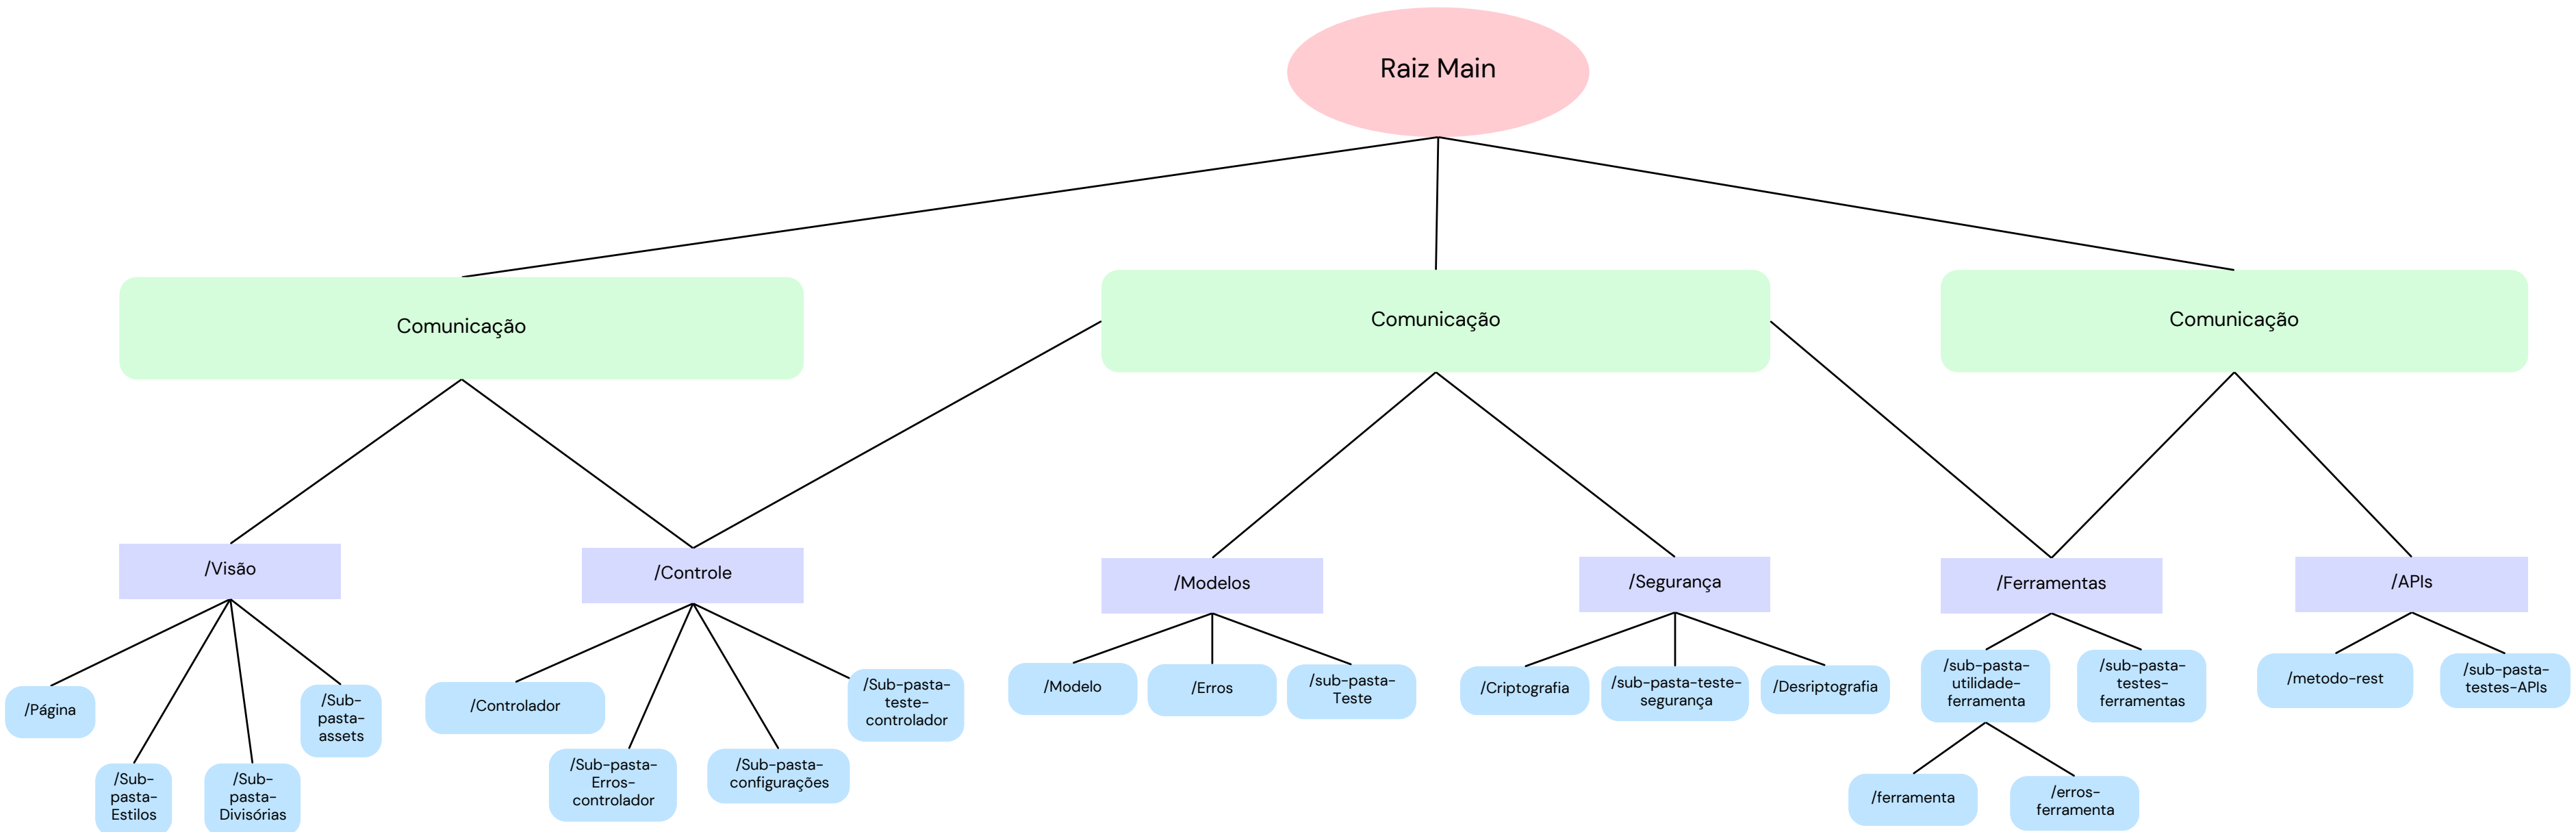 Raiz Main
Comunicação
Comunicação
Comunicação
/Visão
/Controle
/Modelos
/Segurança
/Ferramentas
/APIs
/Página
/Sub-
pasta-
Estilos
/Sub-
pasta-
Divisórias
/Sub-
pasta-
assets
/Controlador
/Sub-pasta-
Erros-
controlador
/Sub-pasta-
configurações
/Sub-pasta-
teste-
controlador
/Modelo
/Erros
/sub-pasta-
Teste
/Criptografia
/sub-pasta-teste-
segurança
/Desriptografia
/sub-pasta-
utilidade-
ferramenta
/sub-pasta-
testes-
ferramentas
/ferramenta
/erros-
ferramenta
/metodo-rest
/sub-pasta-
testes-APIs